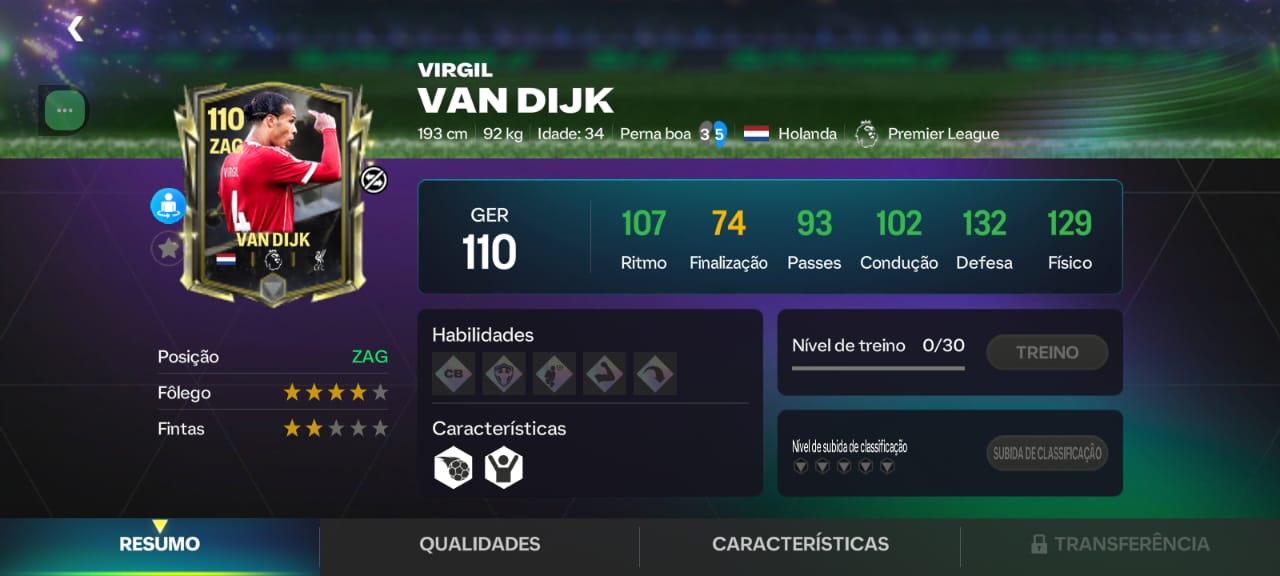 VIRGIL
VAN DIJK
193 cm 92 kg Idade: 34 Perna boa 3 5 Holanda Premier League
110
ZAG
VIRGIL
4
VAN DIJK
GER
110
107 74 93 102 132 129
Ritmo Finalização Passes Condução Defesa Físico
Posição ZAG
Fôlego
Fintas
Habilidades
CB
Características
Nível de treino 0/30
TREINO
Nível de subida de classificação
SUBIDA DE CLASSIFICAÇÃO
RESUMO QUALIDADES CARACTERÍSTICAS TRANSFERÊNCIA